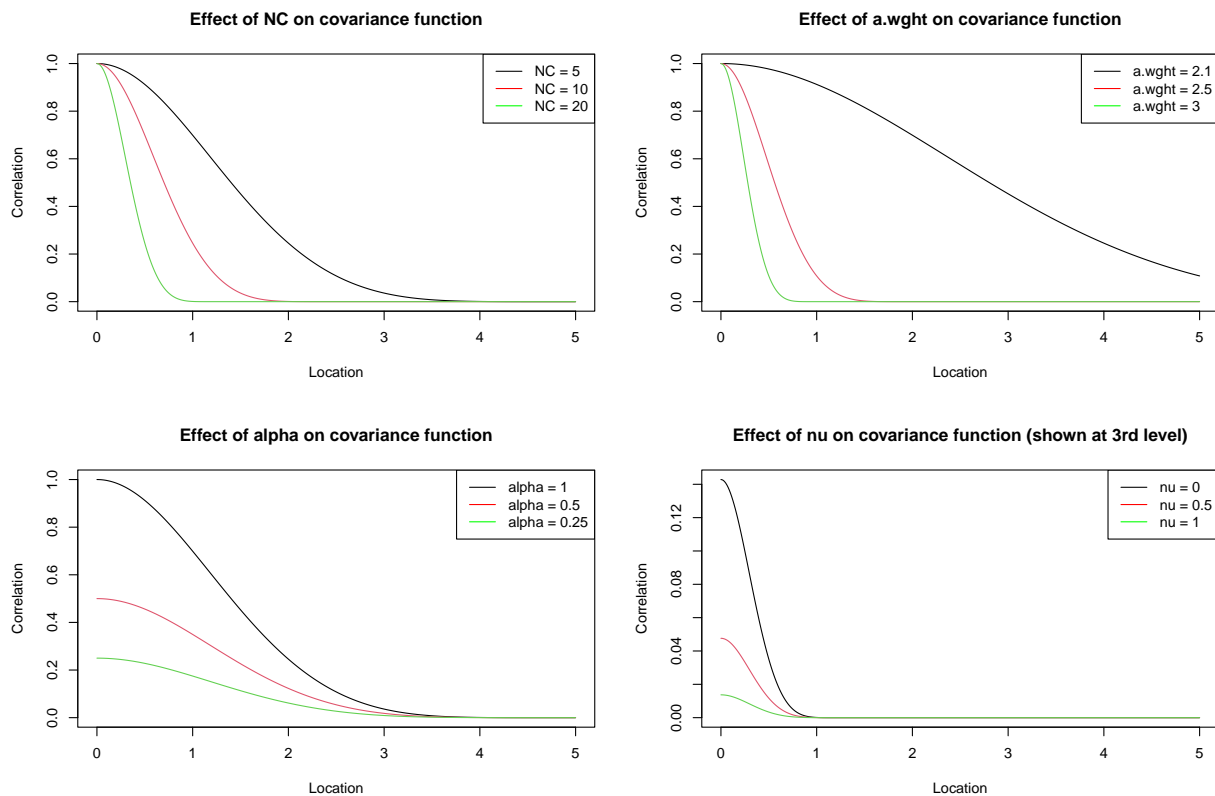 Effect of NC on covariance function
NC = 5
NC = 10
NC = 20
1.0
0.8
0.6
0.4
0.2
0.0
Correlation
0 1 2 3 4 5
Location
Effect of a.wght on covariance function
a.wght = 2.1
a.wght = 2.5
a.wght = 3
1.0
0.8
0.6
0.4
0.2
0.0
Correlation
0 1 2 3 4 5
Location
Effect of alpha on covariance function
alpha = 1
alpha = 0.5
alpha = 0.25
1.0
0.8
0.6
0.4
0.2
0.0
Correlation
0 1 2 3 4 5
Location
Effect of nu on covariance function (shown at 3rd level)
nu = 0
nu = 0.5
nu = 1
0.12
0.08
0.04
0.00
Correlation
0 1 2 3 4 5
Location